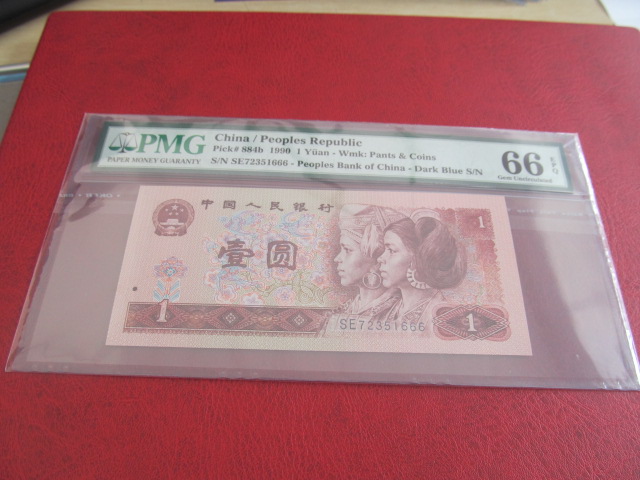 PMG
PAPER MONEY GUARANTY
China / Peoples Republic
Pick# 884b 1990 1 Yüan - Wmk: Pants & Coins
S/N SE72351666 - Peoples Bank of China - Dark Blue S/N
66 EPQ
Gem Uncirculated
中国人民银行
壹圆
1
1
SE72351666
1